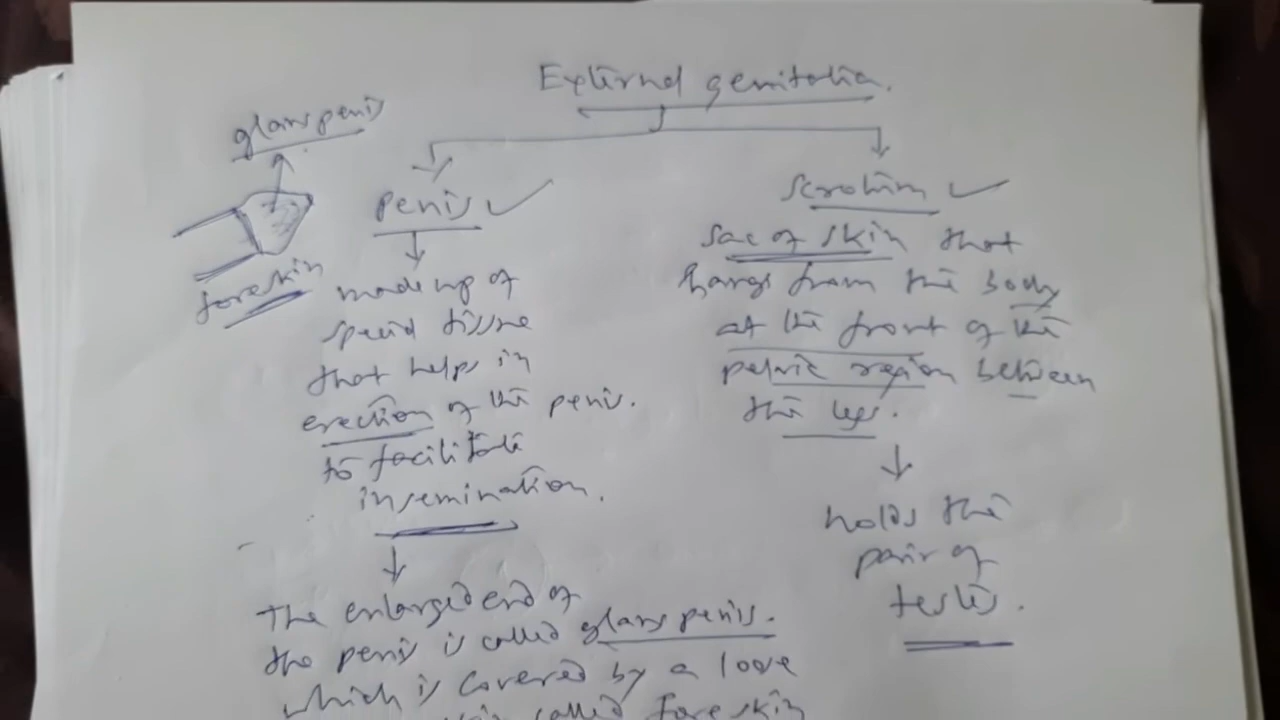 External genitalia.
glans penis
foreskin
penis
made up of
special tissue
that helps in
erection of the penis.
to facilitate
insemination.
The enlarged end of
the penis is called glans penis.
which is covered by a loose
called foreskin
scrotum
sac of skin that
hangs from the body
at the front of the
pelvic region between
the legs.
holds the
pair of
testes.